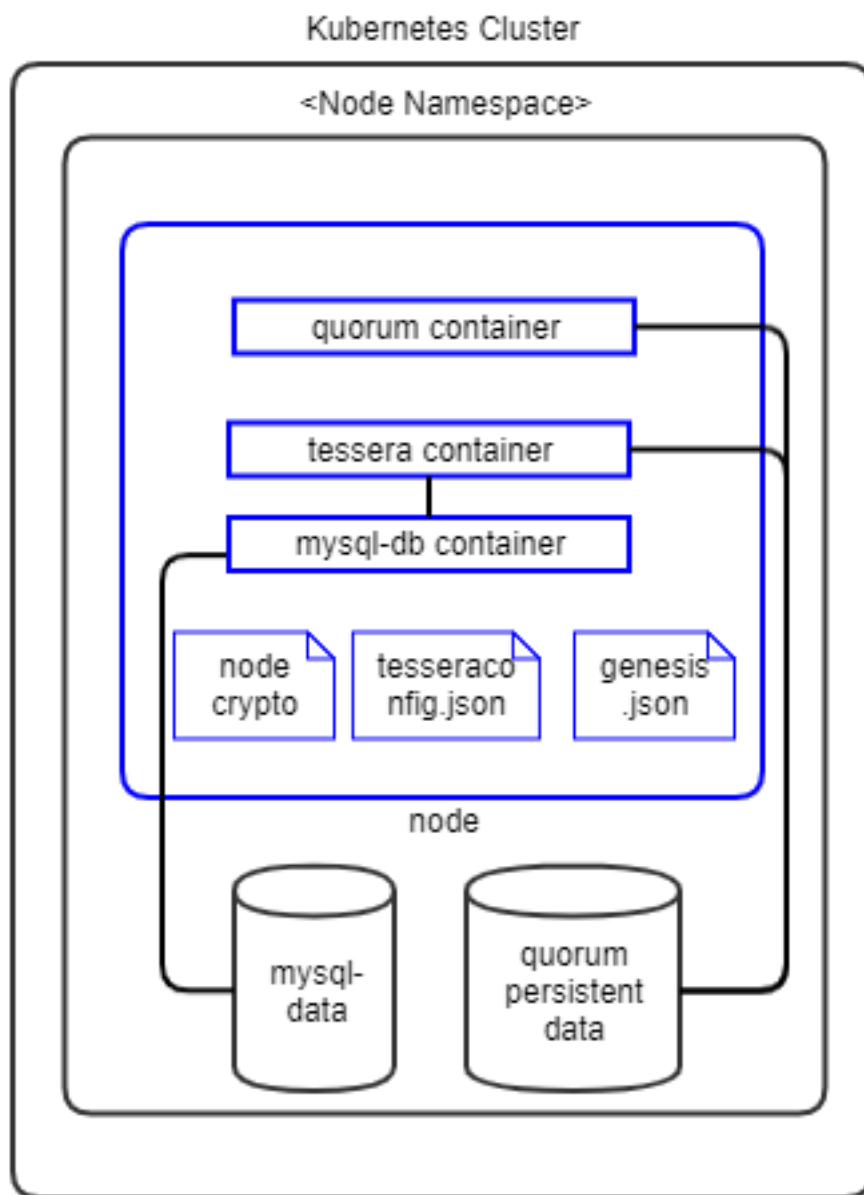 Kubernetes Cluster
<Node Namespace>
quorum container
tessera container
mysql-db container
node
crypto
tesseraco
nfig.json
genesis
.json
node
mysql-
data
quorum
persistent
data